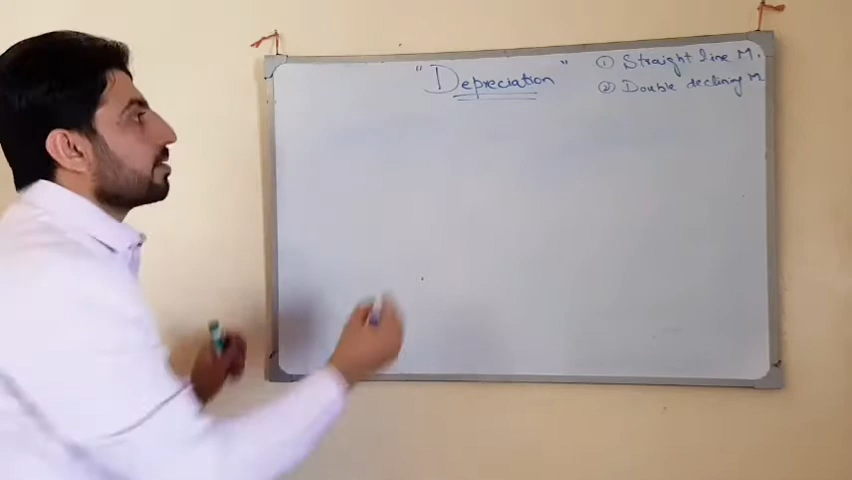 "Depreciation"
① Straight line M.
② Double declining M